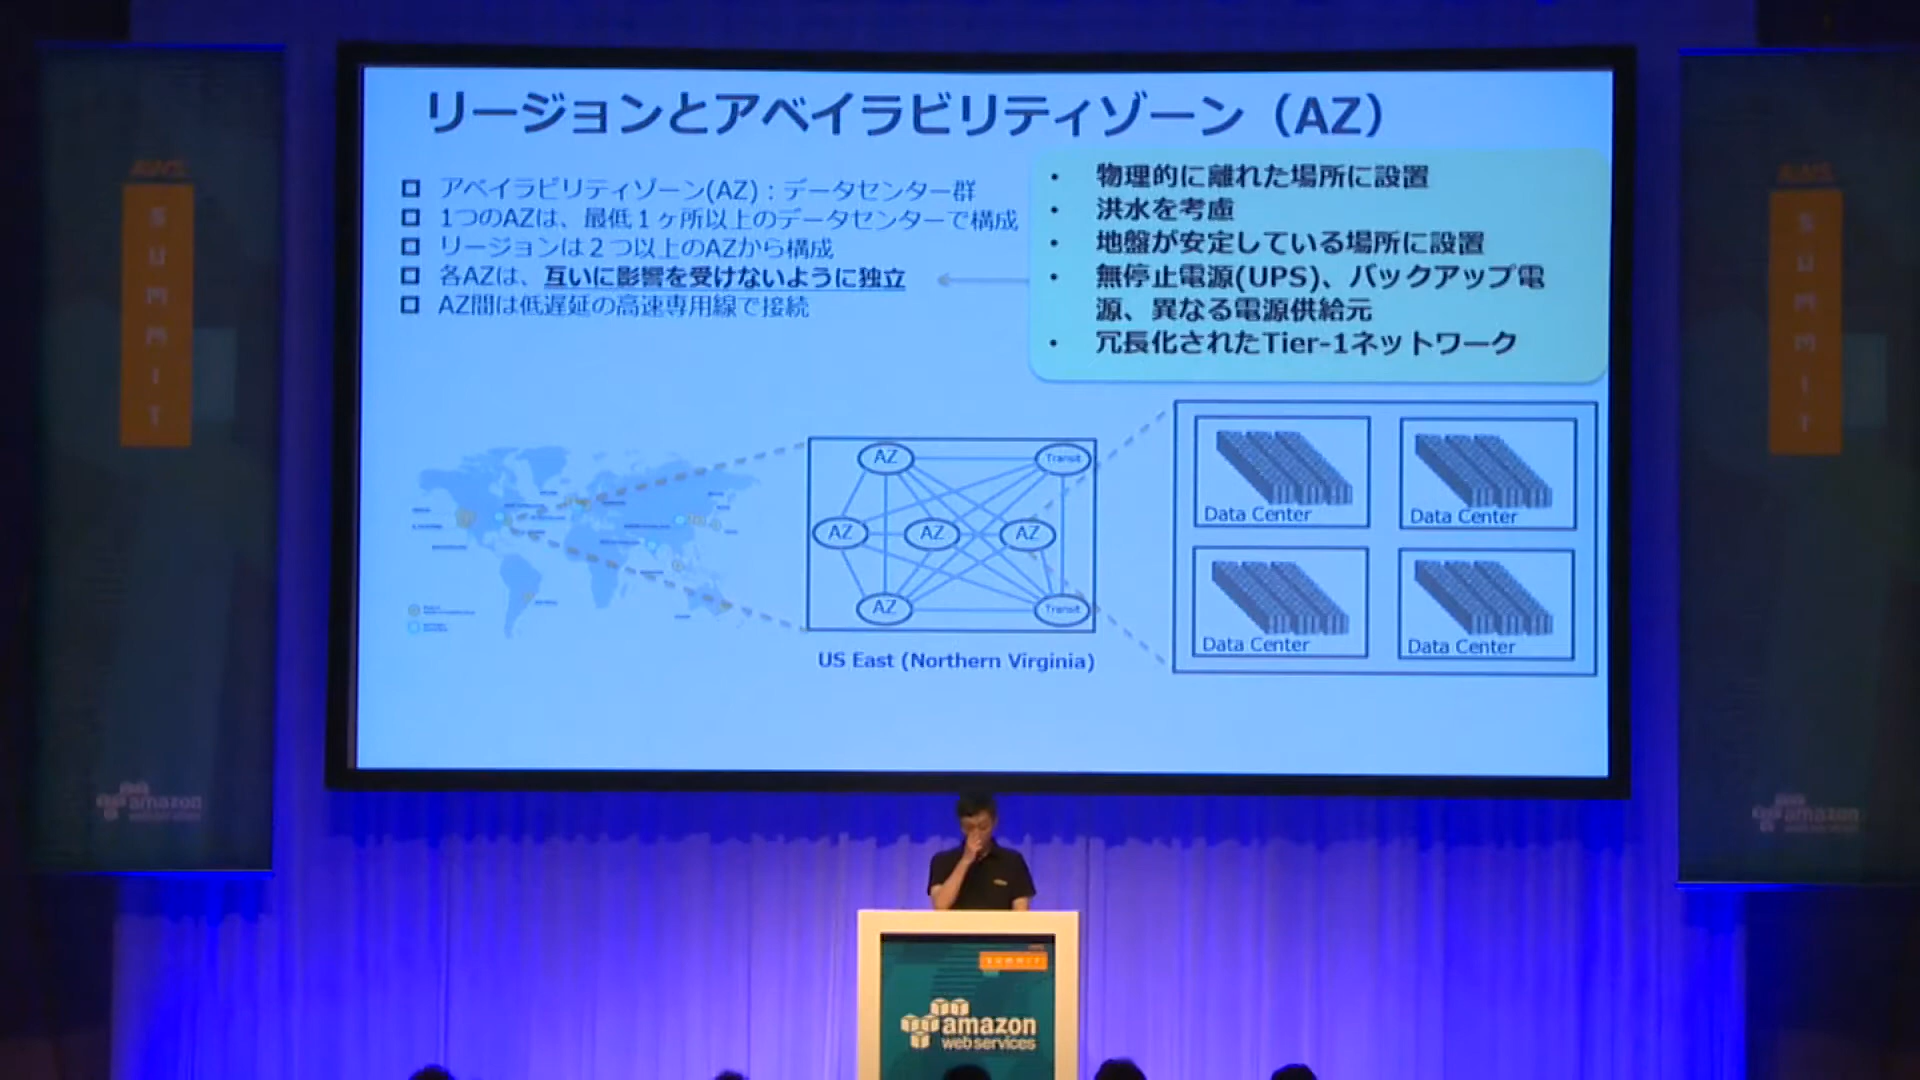 リージョンとアベイラビリティゾーン（AZ）
アベイラビリティゾーン(AZ)：データセンター群
1つのAZは、最低１ヶ所以上のデータセンターで構成
リージョンは２つ以上のAZから構成
各AZは、互いに影響を受けないように独立
AZ間は低遅延の高速専用線で接続
• 物理的に離れた場所に設置
• 洪水を考慮
• 地盤が安定している場所に設置
• 無停止電源(UPS)、バックアップ電
源、異なる電源供給元
• 冗長化されたTier-1ネットワーク
AZ
Transit
AZ
AZ
AZ
AZ
Transit
US East (Northern Virginia)
Data Center
Data Center
Data Center
Data Center
SUMMIT
amazon
web services
SUMMIT
amazon
web services
SUMMIT
amazon
web services